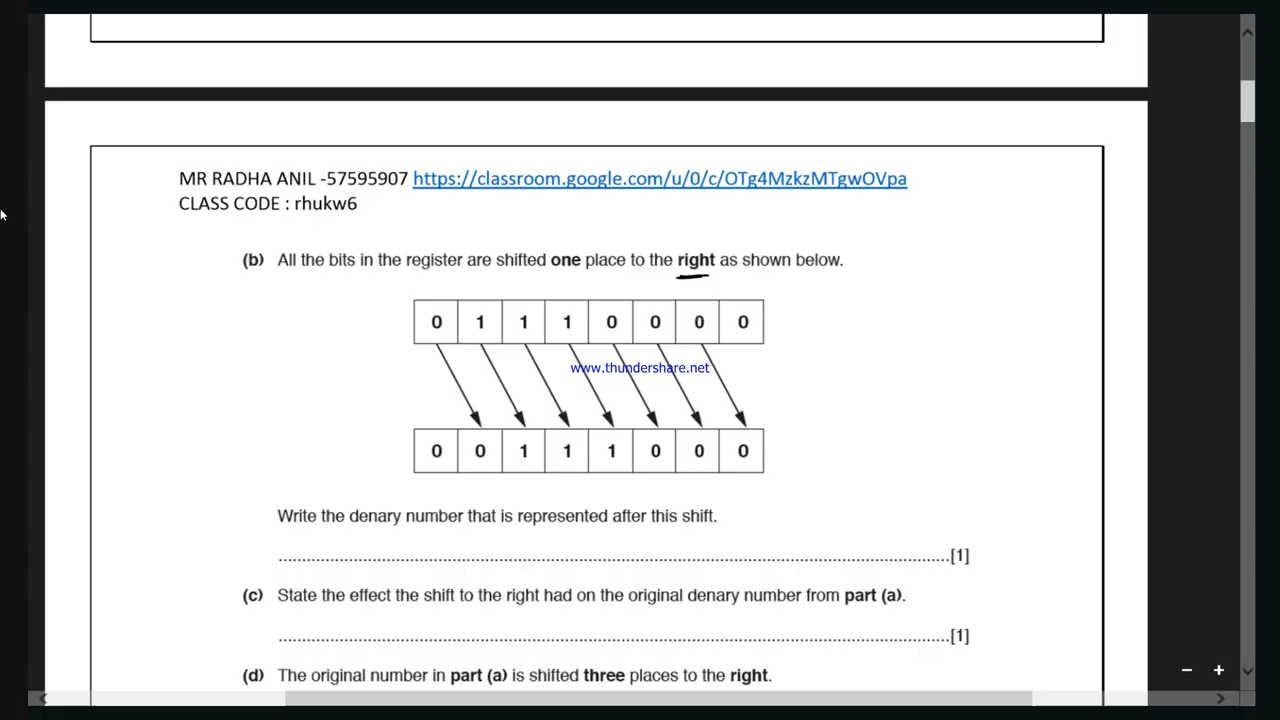 MR RADHA ANIL -57595907 https://classroom.google.com/u/0/c/OTg4MzkzMTgwOVpa
CLASS CODE : rhukw6
(b) All the bits in the register are shifted one place to the right as shown below.
0 1 1 1 0 0 0 0
www.thundershare.net
0 0 1 1 1 0 0 0
Write the denary number that is represented after this shift.
[1]
(c) State the effect the shift to the right had on the original denary number from part (a).
[1]
(d) The original number in part (a) is shifted three places to the right.